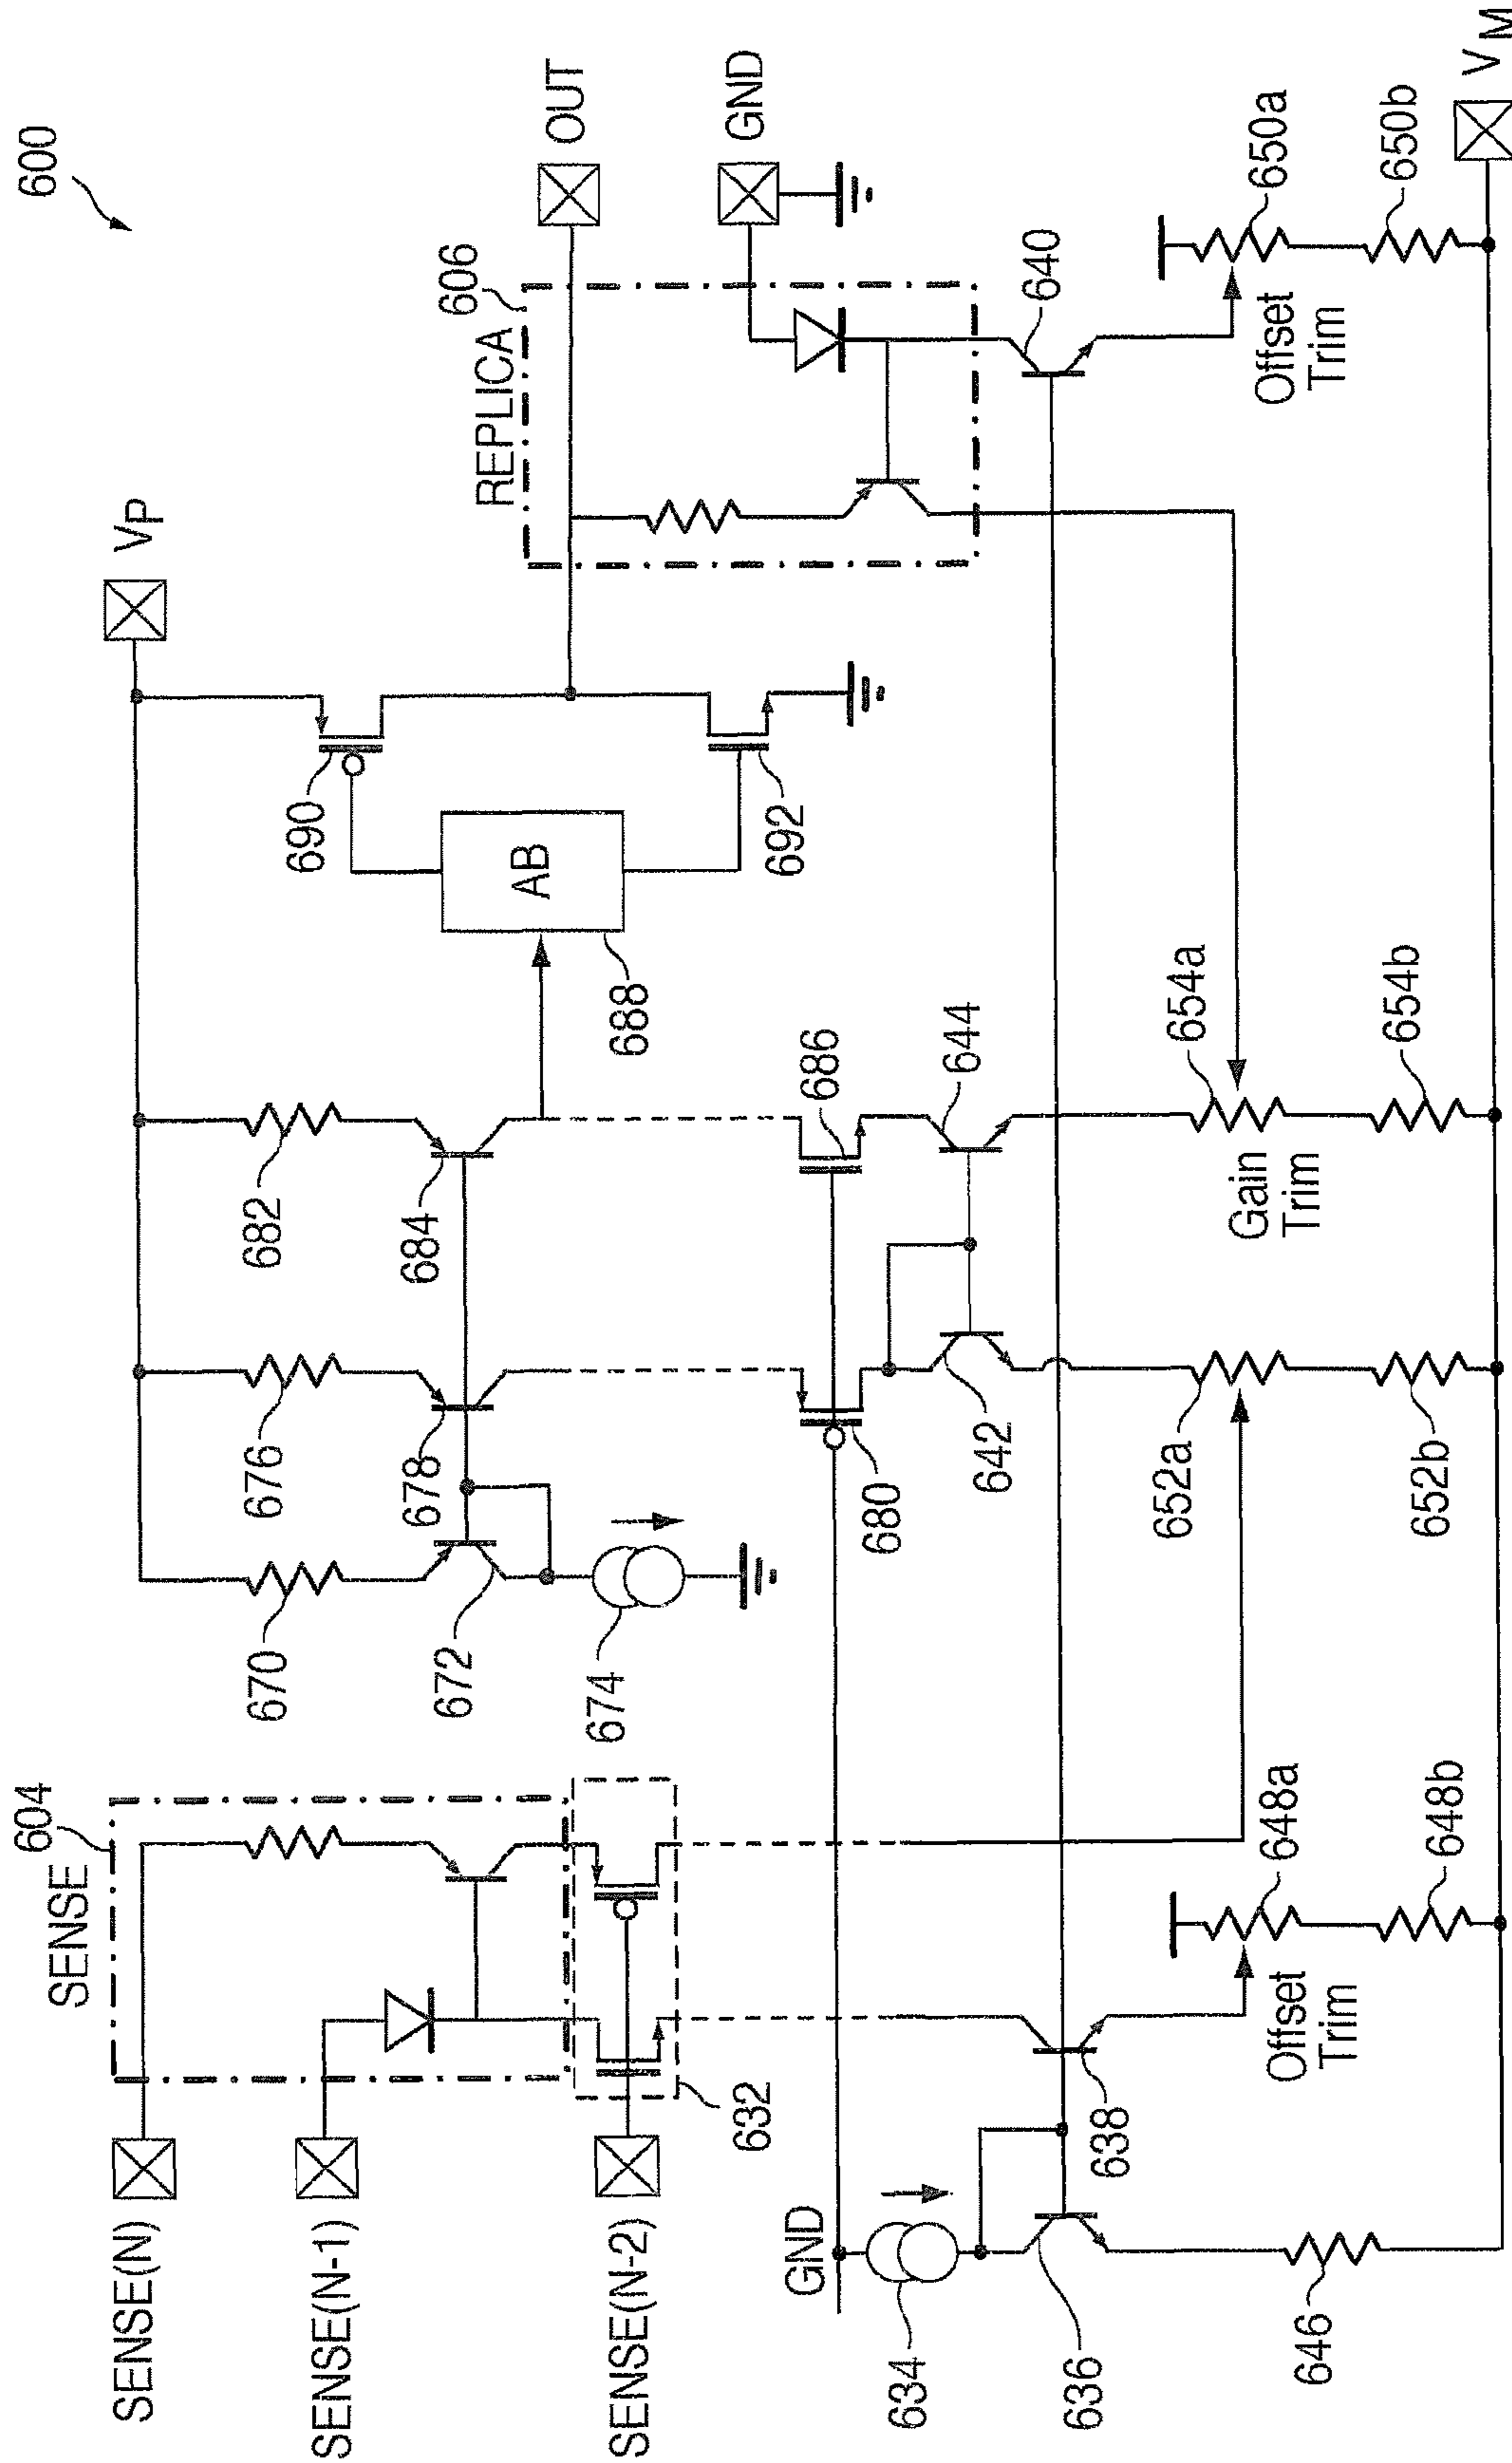 600
SENSE(N)
SENSE(N-1)
SENSE(N-2)
604
SENSE
632
670
672
674
676
678
682
684
688
AB
690
692
VP
REPLICA
606
OUT
GND
GND
634
636
638
680
642
686
644
640
646
Offset
Trim
648a
648b
652a
652b
Gain
Trim
654a
654b
Offset
Trim
650a
650b
VM